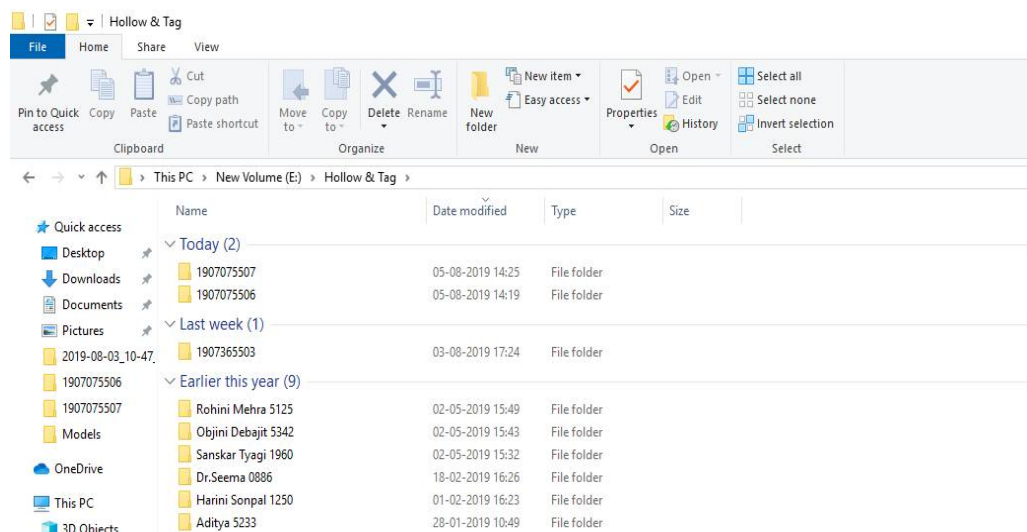 Hollow & Tag
File Home Share View
Pin to Quick access
Copy
Paste
Cut
Copy path
Paste shortcut
Clipboard
Move to
Copy to
Delete
Rename
Organize
New folder
New item
Easy access
New
Properties
Open
Edit
History
Open
Select all
Select none
Invert selection
Select
This PC > New Volume (E:) > Hollow & Tag >
Quick access
Desktop
Downloads
Documents
Pictures
2019-08-03_10-47_
1907075506
1907075507
Models
OneDrive
This PC
3D Objects
Name Date modified Type Size
Today (2)
1907075507 05-08-2019 14:25 File folder
1907075506 05-08-2019 14:19 File folder
Last week (1)
1907365503 03-08-2019 17:24 File folder
Earlier this year (9)
Rohini Mehra 5125 02-05-2019 15:49 File folder
Objini Debajit 5342 02-05-2019 15:43 File folder
Sanskar Tyagi 1960 02-05-2019 15:32 File folder
Dr.Seema 0886 18-02-2019 16:26 File folder
Harini Sonpal 1250 01-02-2019 16:23 File folder
Aditya 5233 28-01-2019 10:49 File folder